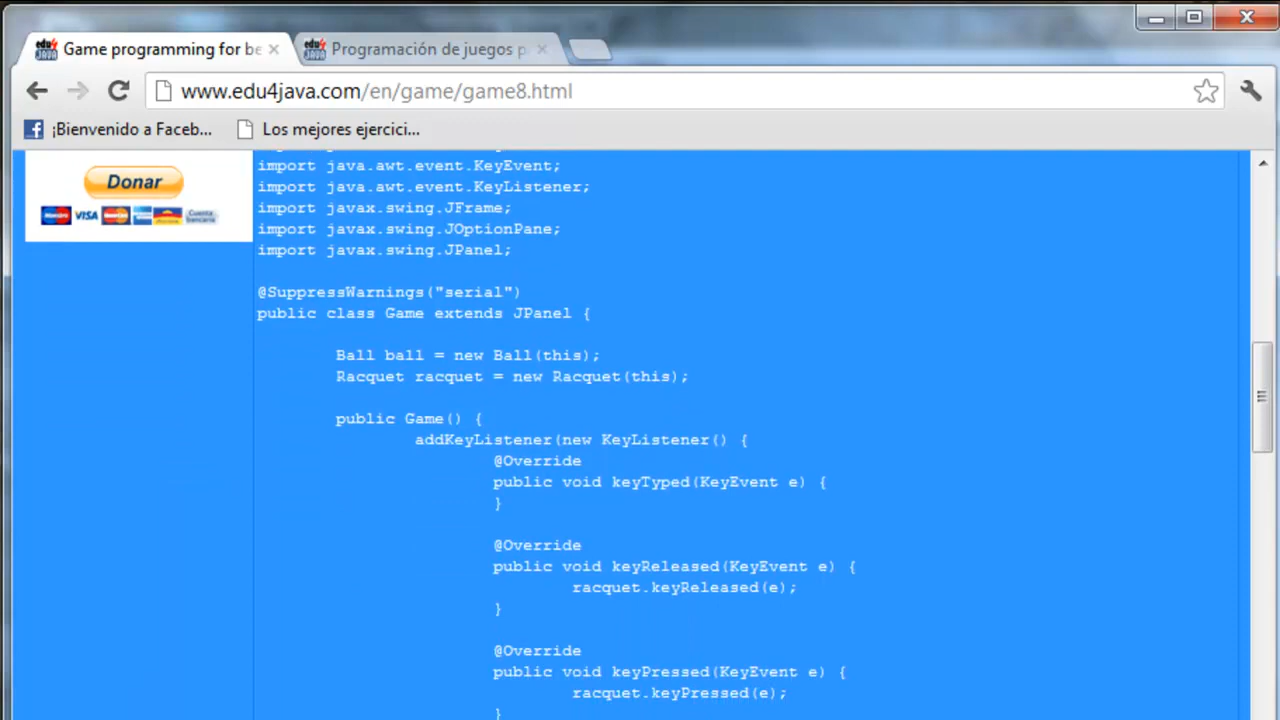 Game programming for be
Programación de juegos p
www.edu4java.com/en/game/game8.html
¡Bienvenido a Faceb...
Los mejores ejercici...
Donar
VISA
Cuenta bancaria
import java.awt.event.KeyEvent;
import java.awt.event.KeyListener;
import javax.swing.JFrame;
import javax.swing.JOptionPane;
import javax.swing.JPanel;
@SuppressWarnings("serial")
public class Game extends JPanel {
Ball ball = new Ball(this);
Racquet racquet = new Racquet(this);
public Game() {
addKeyListener(new KeyListener() {
@Override
public void keyTyped(KeyEvent e) {
}
@Override
public void keyReleased(KeyEvent e) {
racquet.keyReleased(e);
}
@Override
public void keyPressed(KeyEvent e) {
racquet.keyPressed(e);
}